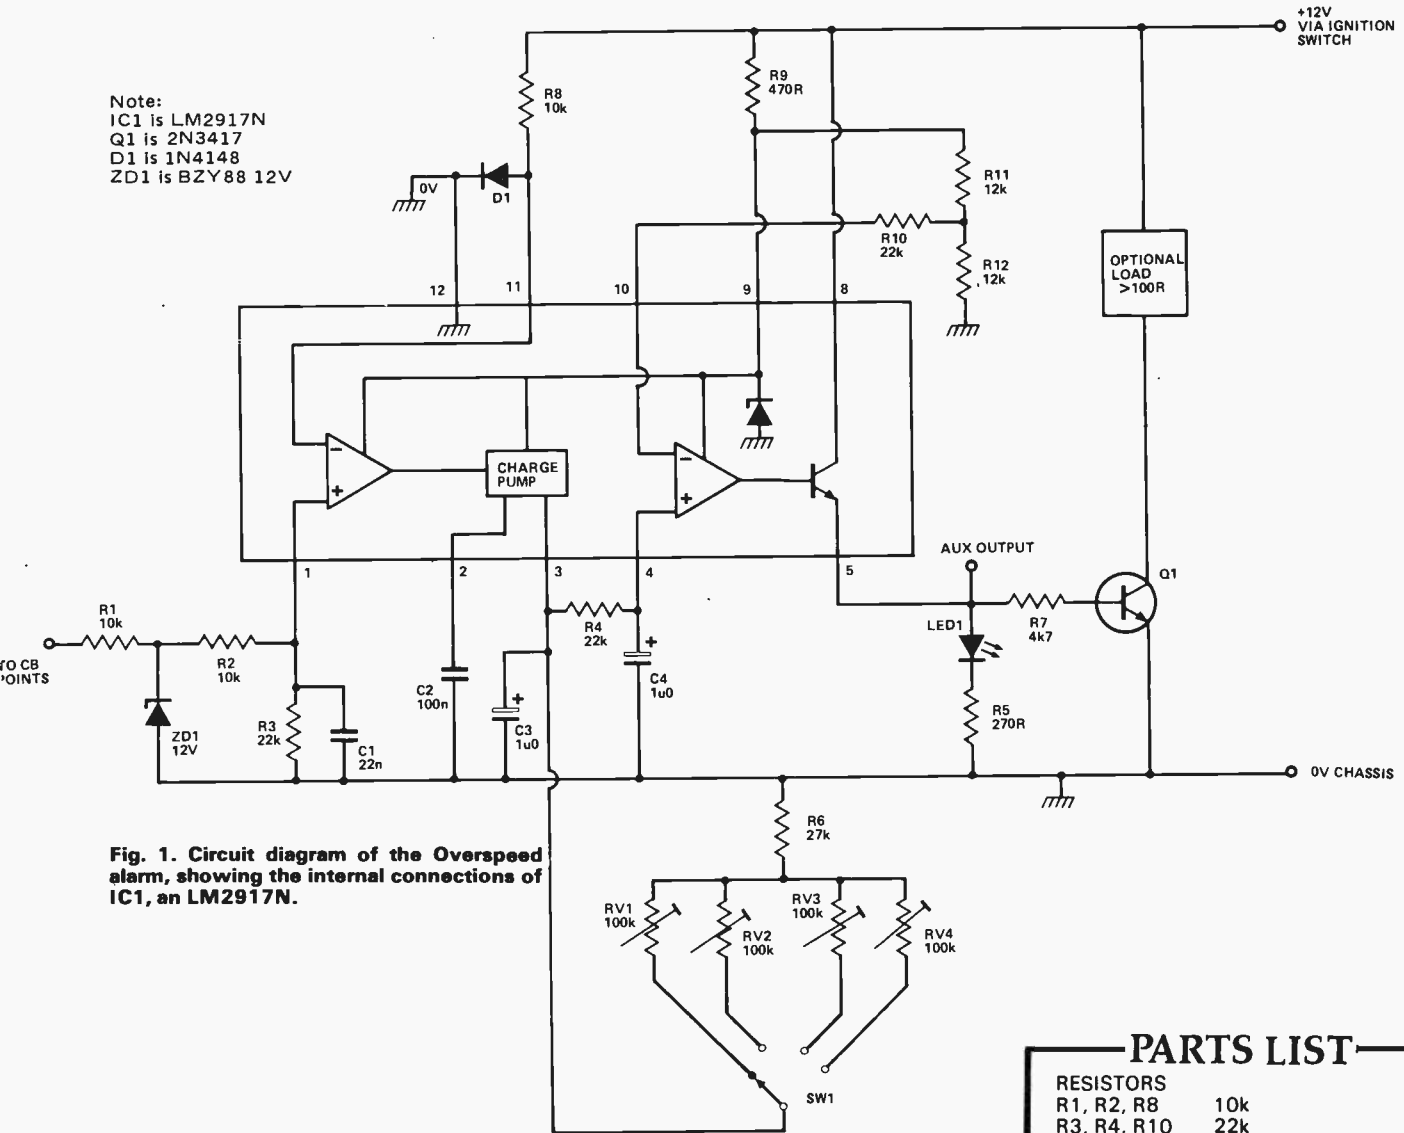 +12V
VIA IGNITION
SWITCH
Note:
IC1 is LM2917N
Q1 is 2N3417
D1 is 1N4148
ZD1 is BZY88 12V
R8
10k
R9
470R
0V
D1
R11
12k
R10
22k
R12
12k
OPTIONAL
LOAD
>100R
12
11
10
9
8
−
+
CHARGE
PUMP
−
+
1
2
3
4
5
AUX OUTPUT
Q1
R1
10k
R2
10k
R4
22k
LED1
R7
4k7
TO CB
POINTS
ZD1
12V
R3
22k
C1
22n
C2
100n
+
C3
1u0
+
C4
1u0
R5
270R
0V CHASSIS
R6
27k
Fig. 1. Circuit diagram of the Overspeed
alarm, showing the internal connections of
IC1, an LM2917N.
RV1
100k
RV2
100k
RV3
100k
RV4
100k
SW1
PARTS LIST
RESISTORS
R1, R2, R8 10k
R3, R4, R10 22k